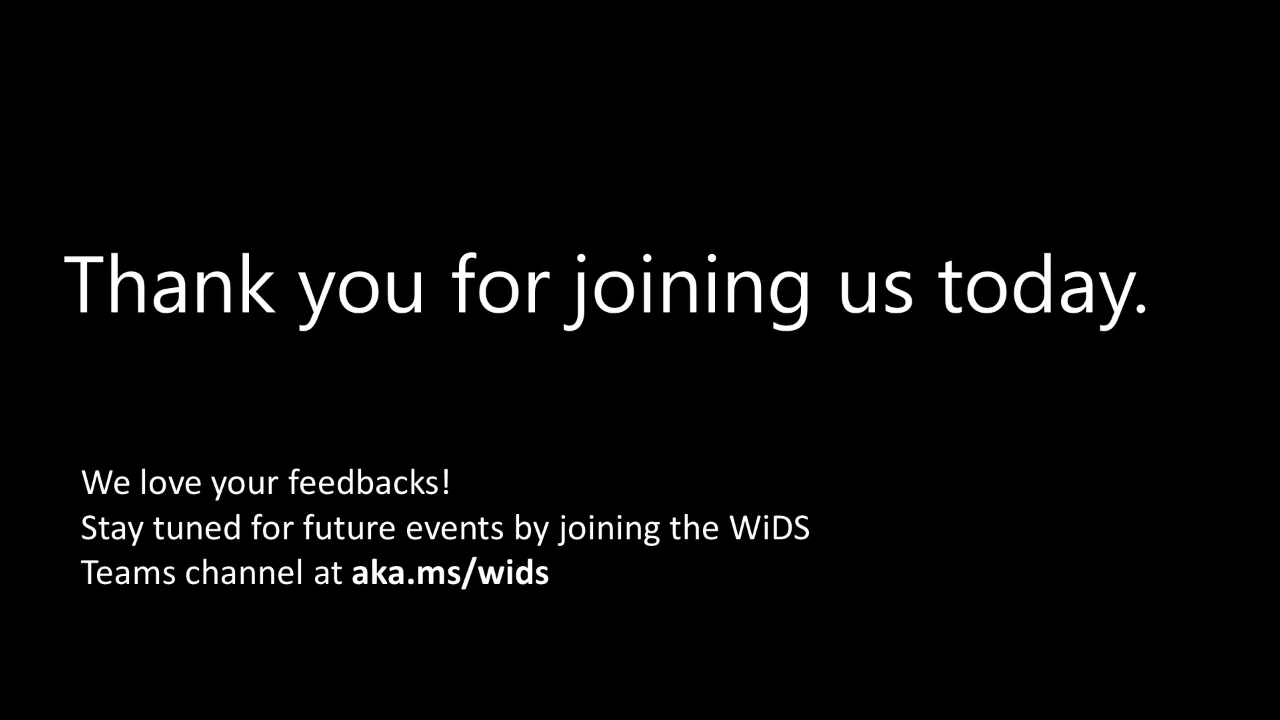 Thank you for joining us today.
We love your feedbacks!
Stay tuned for future events by joining the WiDS
Teams channel at aka.ms/wids